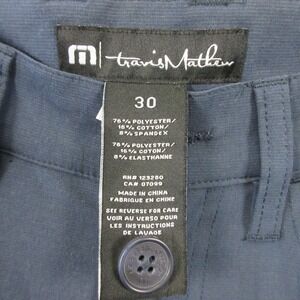 travisMathew
30
76% POLYESTER/
16% COTTON/
8% SPANDEX
76% POLYESTER/
16% COTON/
8% ELASTHANNE
RN# 123280
CA# 07099
MADE IN CHINA
FABRIQUE EN CHINE
SEE REVERSE FOR CARE
VOIR AU VERSO POUR
LES INSTRUCTIONS
DE LAVAGE